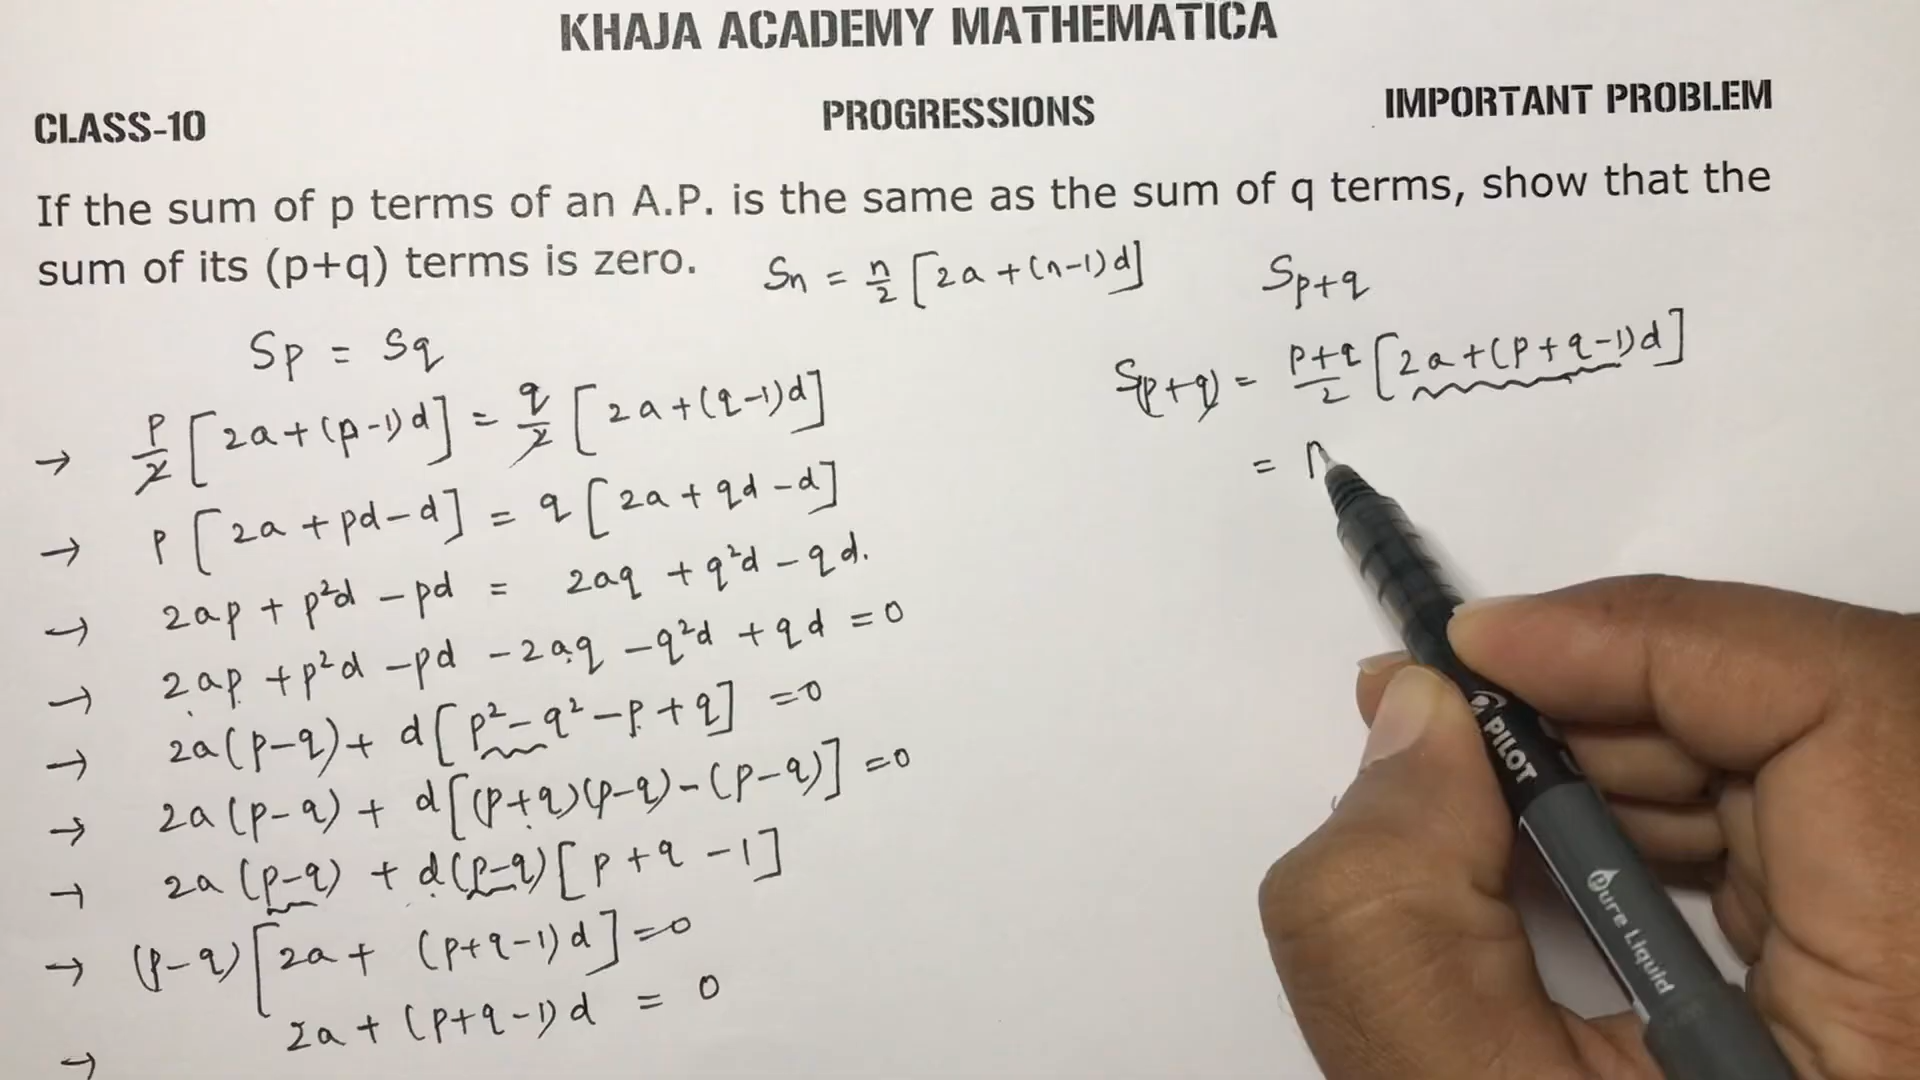 KHAJA ACADEMY MATHEMATICA
CLASS-10 PROGRESSIONS IMPORTANT PROBLEM
If the sum of p terms of an A.P. is the same as the sum of q terms, show that the
sum of its (p+q) terms is zero.
Sn = n/2 [2a+(n-1)d]
Sp = Sq
→ p/2 [2a+(p-1)d] = q/2 [2a+(q-1)d]
→ p [2a + pd-d] = q [2a + qd-d]
→ 2ap + p²d - pd = 2aq + q²d - qd.
→ 2ap + p²d - pd - 2aq - q²d + qd = 0
→ 2a(p-q) + d[p²-q²-p+q] = 0
→ 2a(p-q) + d[(p+q)(p-q)-(p-q)] = 0
→ 2a(p-q) + d(p-q)[p+q-1]
→ (p-q)[2a+ (p+q-1)d] = 0
→ 2a + (p+q-1)d = 0
Sp+q
S(p+q) = p+q/2 [2a+(p+q-1)d]
=
PILOT
Pure Liquid